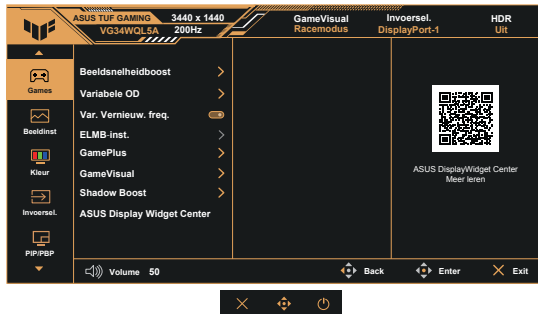 ASUS TUF GAMING 3440 x 1440
VG34WQL5A 200Hz
GameVisual
Racemodus
Invoersel.
DisplayPort-1
HDR
Uit
Games
Beeldinst
Kleur
Invoersel.
PIP/PBP
Beeldsnelheidboost
Variabele OD
Var. Vernieuw. freq.
ELMB-inst.
GamePlus
GameVisual
Shadow Boost
ASUS Display Widget Center
ASUS DisplayWidget Center
Meer leren
Volume 50
Back
Enter
Exit